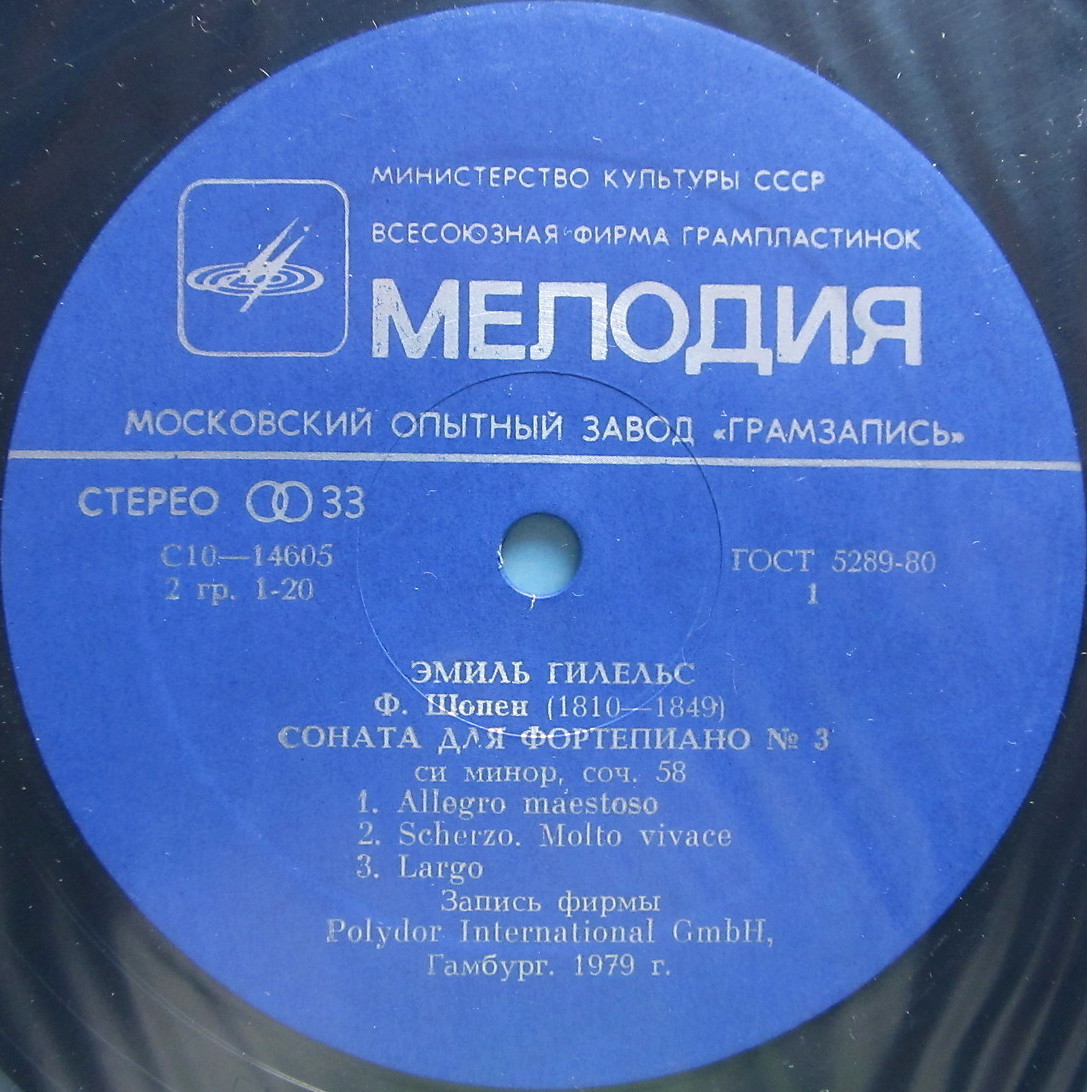 МИНИСТЕРСТВО КУЛЬТУРЫ СССР
ВСЕСОЮЗНАЯ ФИРМА ГРАМПЛАСТИНОК
МЕЛОДИЯ
МОСКОВСКИЙ ОПЫТНЫЙ ЗАВОД «ГРАМЗАПИСЬ»
СТЕРЕО 33
С10—14605
2 гр. 1-20
ГОСТ 5289-80
1
ЭМИЛЬ ГИЛЕЛЬС
Ф. Шопен (1810—1849)
СОНАТА ДЛЯ ФОРТЕПИАНО № 3
си минор, соч. 58
1. Allegro maestoso
2. Scherzo. Molto vivace
3. Largo
Запись фирмы
Polydor International GmbH,
Гамбург. 1979 г.